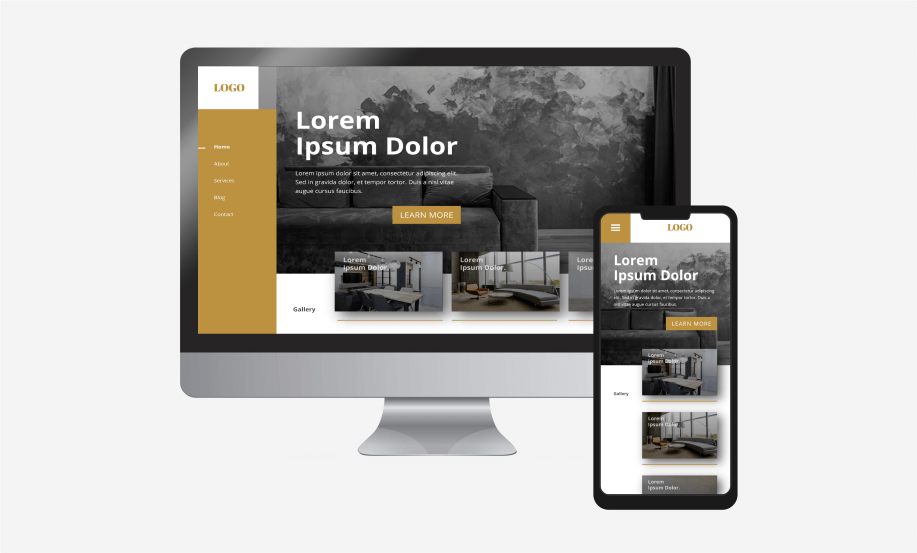 LOGO
Home
About
Services
Blog
Contact
Lorem
Ipsum Dolor
Lorem ipsum dolor sit amet, consectetur adipiscing elit.
Sed in gravida dolor, et tempor tortor. Duis a nisl vitae
augue cursus faucibus.
LEARN MORE
Gallery
Lorem
Ipsum Dolor.
Lorem
Ipsum Dolor.
Lorem
Ipsum
LOGO
Lorem
Ipsum Dolor
Lorem ipsum dolor sit amet, consectetur adipiscing
elit. Sed in gravida dolor, et tempor tortor. Duis a
nisl vitae augue cursus faucibus.
LEARN MORE
Gallery
Lorem
Ipsum Dolor.
Lorem
Ipsum Dolor.
Lorem
Ipsum Dolor.